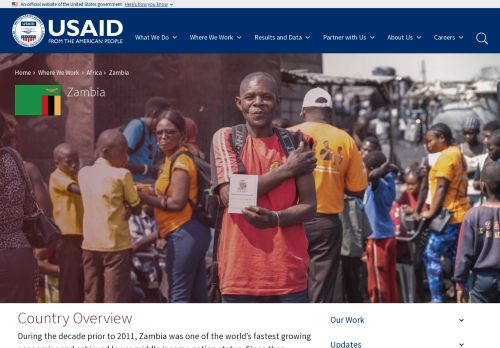 An official website of the United States government Here's how you know
USAID
FROM THE AMERICAN PEOPLE
What We Do Where We Work Results and Data Partner with Us About Us Careers
Home › Where We Work › Africa › Zambia
Zambia
Country Overview
During the decade prior to 2011, Zambia was one of the world's fastest growing
Our Work
Updates